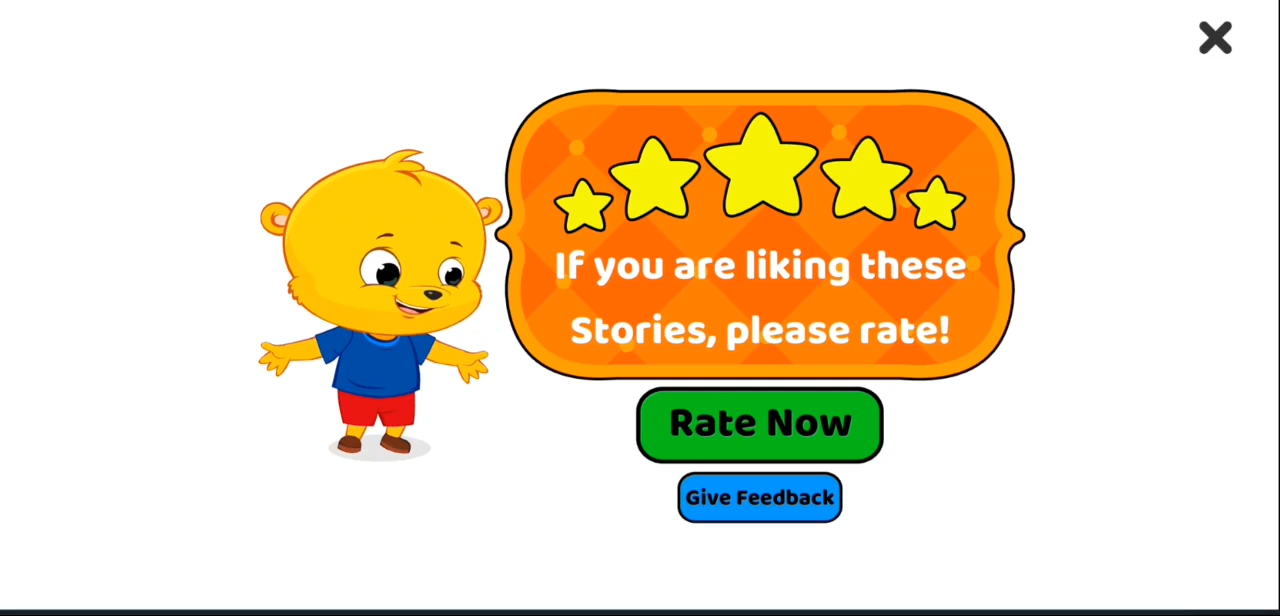 If you are liking these
Stories, please rate!
Rate Now
Give Feedback